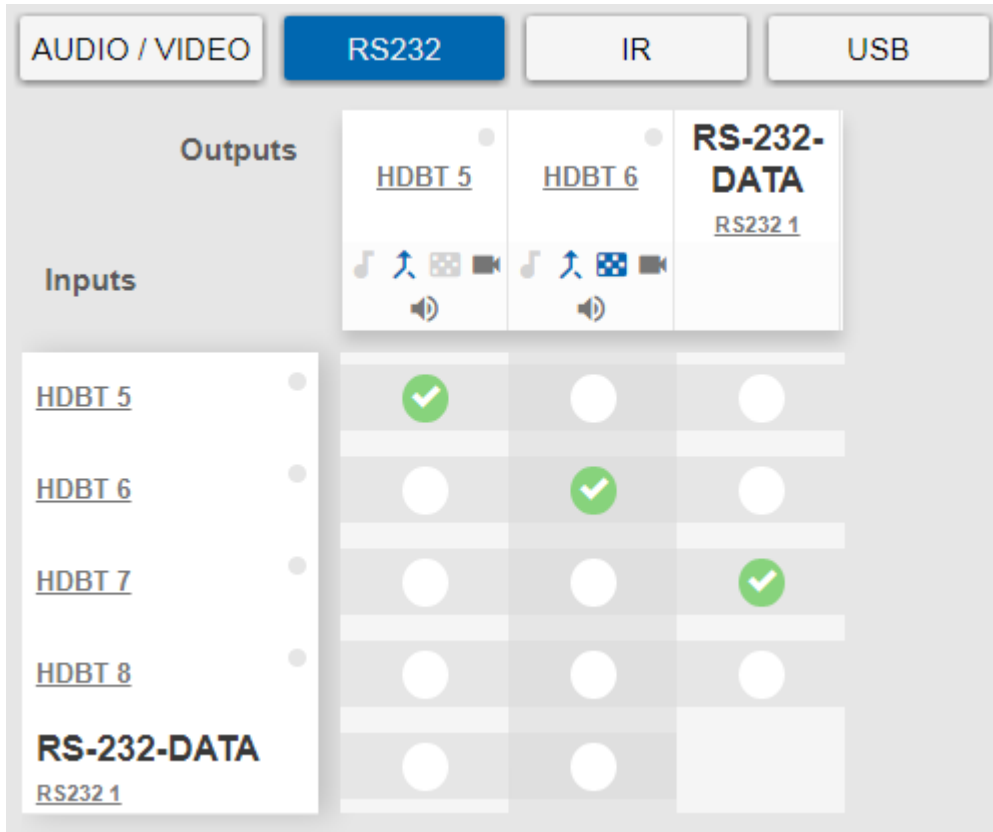 AUDIO / VIDEO RS232 IR USB
Outputs
HDBT 5
HDBT 6
RS-232-
DATA
RS232 1
Inputs
HDBT 5
HDBT 6
HDBT 7
HDBT 8
RS-232-DATA
RS232 1